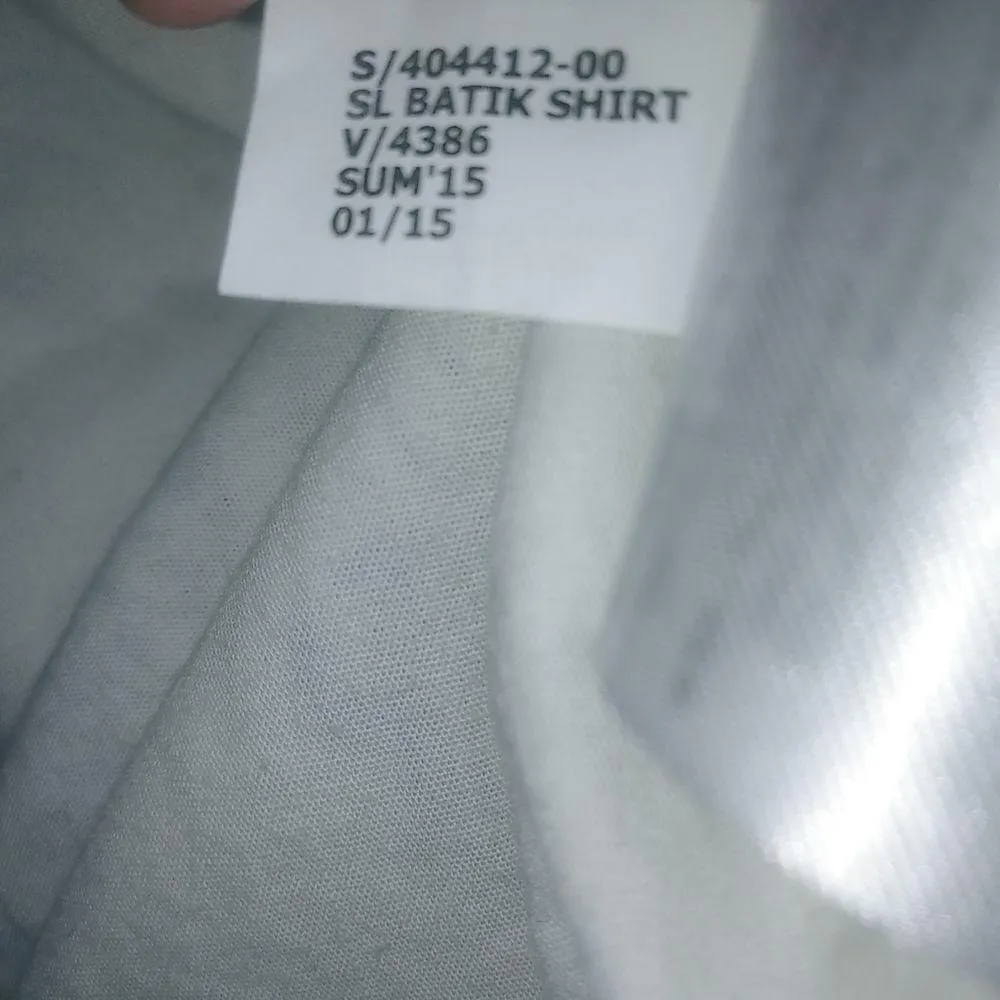 S/404412-00
SL BATIK SHIRT
V/4386
SUM'15
01/15